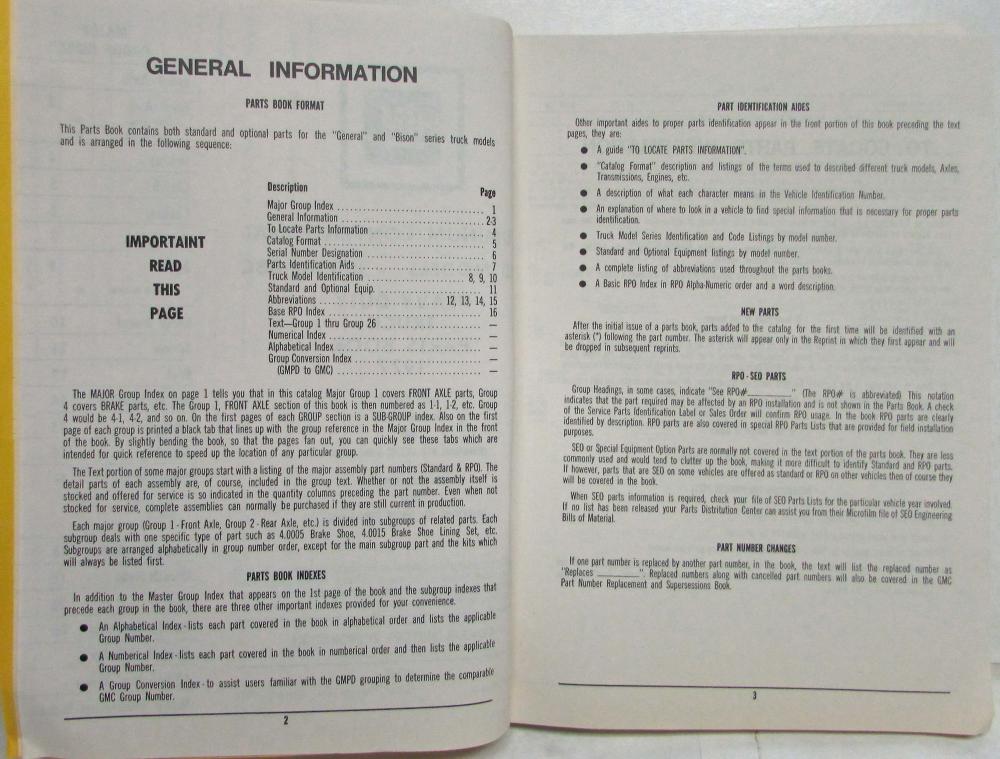 GENERAL INFORMATION
PARTS BOOK FORMAT
This Parts Book contains both standard and optional parts for the "General" and "Bison" series truck models
and is arranged in the following sequence:
Description Page
Major Group Index 1
General Information 2-3
To Locate Parts Information 4
Catalog Format 5
Serial Number Designation 6
Parts Identification Aids 7
Truck Model Identification 8, 9, 10
Standard and Optional Equip. 11
Abbreviations 12, 13, 14, 15
Base RPO Index 16
Text—Group 1 thru Group 26 —
Numerical Index —
Alphabetical Index —
Group Conversion Index —
(GMPD to GMC) —
IMPORTAINT
READ
THIS
PAGE
The MAJOR Group Index on page 1 tells you that in this catalog Major Group 1 covers FRONT AXLE parts, Group
4 covers BRAKE parts, etc. The Group 1, FRONT AXLE section of this book is then numbered as 1-1, 1-2, etc. Group
4 would be 4-1, 4-2, and so on. On the first pages of each GROUP section is a SUB-GROUP index. Also on the first
page of each group is printed a black tab that lines up with the group reference in the Major Group Index in the front
of the book. By slightly bending the book, so that the pages fan out, you can quickly see these tabs which are
intended for quick reference to speed up the location of any particular group.
The Text portion of some major groups start with a listing of the major assembly part numbers (Standard & RPO). The
detail parts of each assembly are, of course, included in the group text. Whether or not the assembly itself is
stocked and offered for service is so indicated in the quantity columns preceding the part number. Even when not
stocked for service, complete assemblies can normally be purchased if they are still current in production.
Each major group (Group 1 - Front Axle, Group 2 - Rear Axle, etc.) is divided into subgroups of related parts. Each
subgroup deals with one specific type of part such as 4.0005 Brake Shoe, 4.0015 Brake Shoe Lining Set, etc.
Subgroups are arranged alphabetically in group number order, except for the main subgroup part and the kits which
will always be listed first.
PARTS BOOK INDEXES
In addition to the Master Group Index that appears on the 1st page of the book and the subgroup indexes that
precede each group in the book, there are three other important indexes provided for your convenience.
● An Alphabetical Index - lists each part covered in the book in alphabetical order and lists the applicable
Group Number.
● A Numberical Index - lists each part covered in the book in numberical order and then lists the applicable
Group Number.
● A Group Conversion Index - to assist users familiar with the GMPD grouping to determine the comparable
GMC Group Number.
2
PART IDENTIFICATION AIDES
Other important aides to proper parts identification appear in the front portion of this book preceding the text
pages, they are:
● A guide "TO LOCATE PARTS INFORMATION".
● "Catalog Format" description and listings of the terms used to described different truck models, Axles,
Transmissions, Engines, etc.
● A description of what each character means in the Vehicle Identification Number.
● An explanation of where to look in a vehicle to find special information that is necessary for proper parts
identification.
● Truck Model Series Identification and Code Listings by model number.
● Standard and Optional Equipment listings by model number.
● A complete listing of abbreviations used throughout the parts books.
● A Basic RPO Index in RPO Alpha-Numeric order and a word description.
NEW PARTS
After the initial issue of a parts book, parts added to the catalog for the first time will be identified with an
asterisk (*) following the part number. The asterisk will appear only in the Reprint in which they first appear and will
be dropped in subsequent reprints.
RPO - SEO PARTS
Group Headings, in some cases, indicate "See RPO#________" (The RPO# is abbreviated) This notation
indicates that the part required may be affected by an RPO installation and is not shown in the Parts Book. A check
of the Service Parts Identification Label or Sales Order will confirm RPO usage. In the book RPO parts are clearly
identified by description. RPO parts are also covered in special RPO Parts Lists that are provided for field installation
purposes.
SEO or Special Equipment Option Parts are normally not covered in the text portion of the parts book. They are less
commonly used and would tend to clutter up the book, making it more difficult to identify Standard and RPO parts.
If however, parts that are SEO on some vehicles are offered as standard or RPO on other vehicles then of course they
will be covered in the book.
When SEO parts information is required, check your file of SEO Parts Lists for the particular vehicle year involved.
If no list has been released your Parts Distritution Center can assist you from their Microfilm file of SEO Engineering
Bills of Material.
PART NUMBER CHANGES
If one part number is replaced by another part number, in the book, the text will list the replaced number as
"Replaces ________". Replaced numbers along with cancelled part numbers will also be covered in the GMC
Part Number Replacement and Supersessions Book.
3